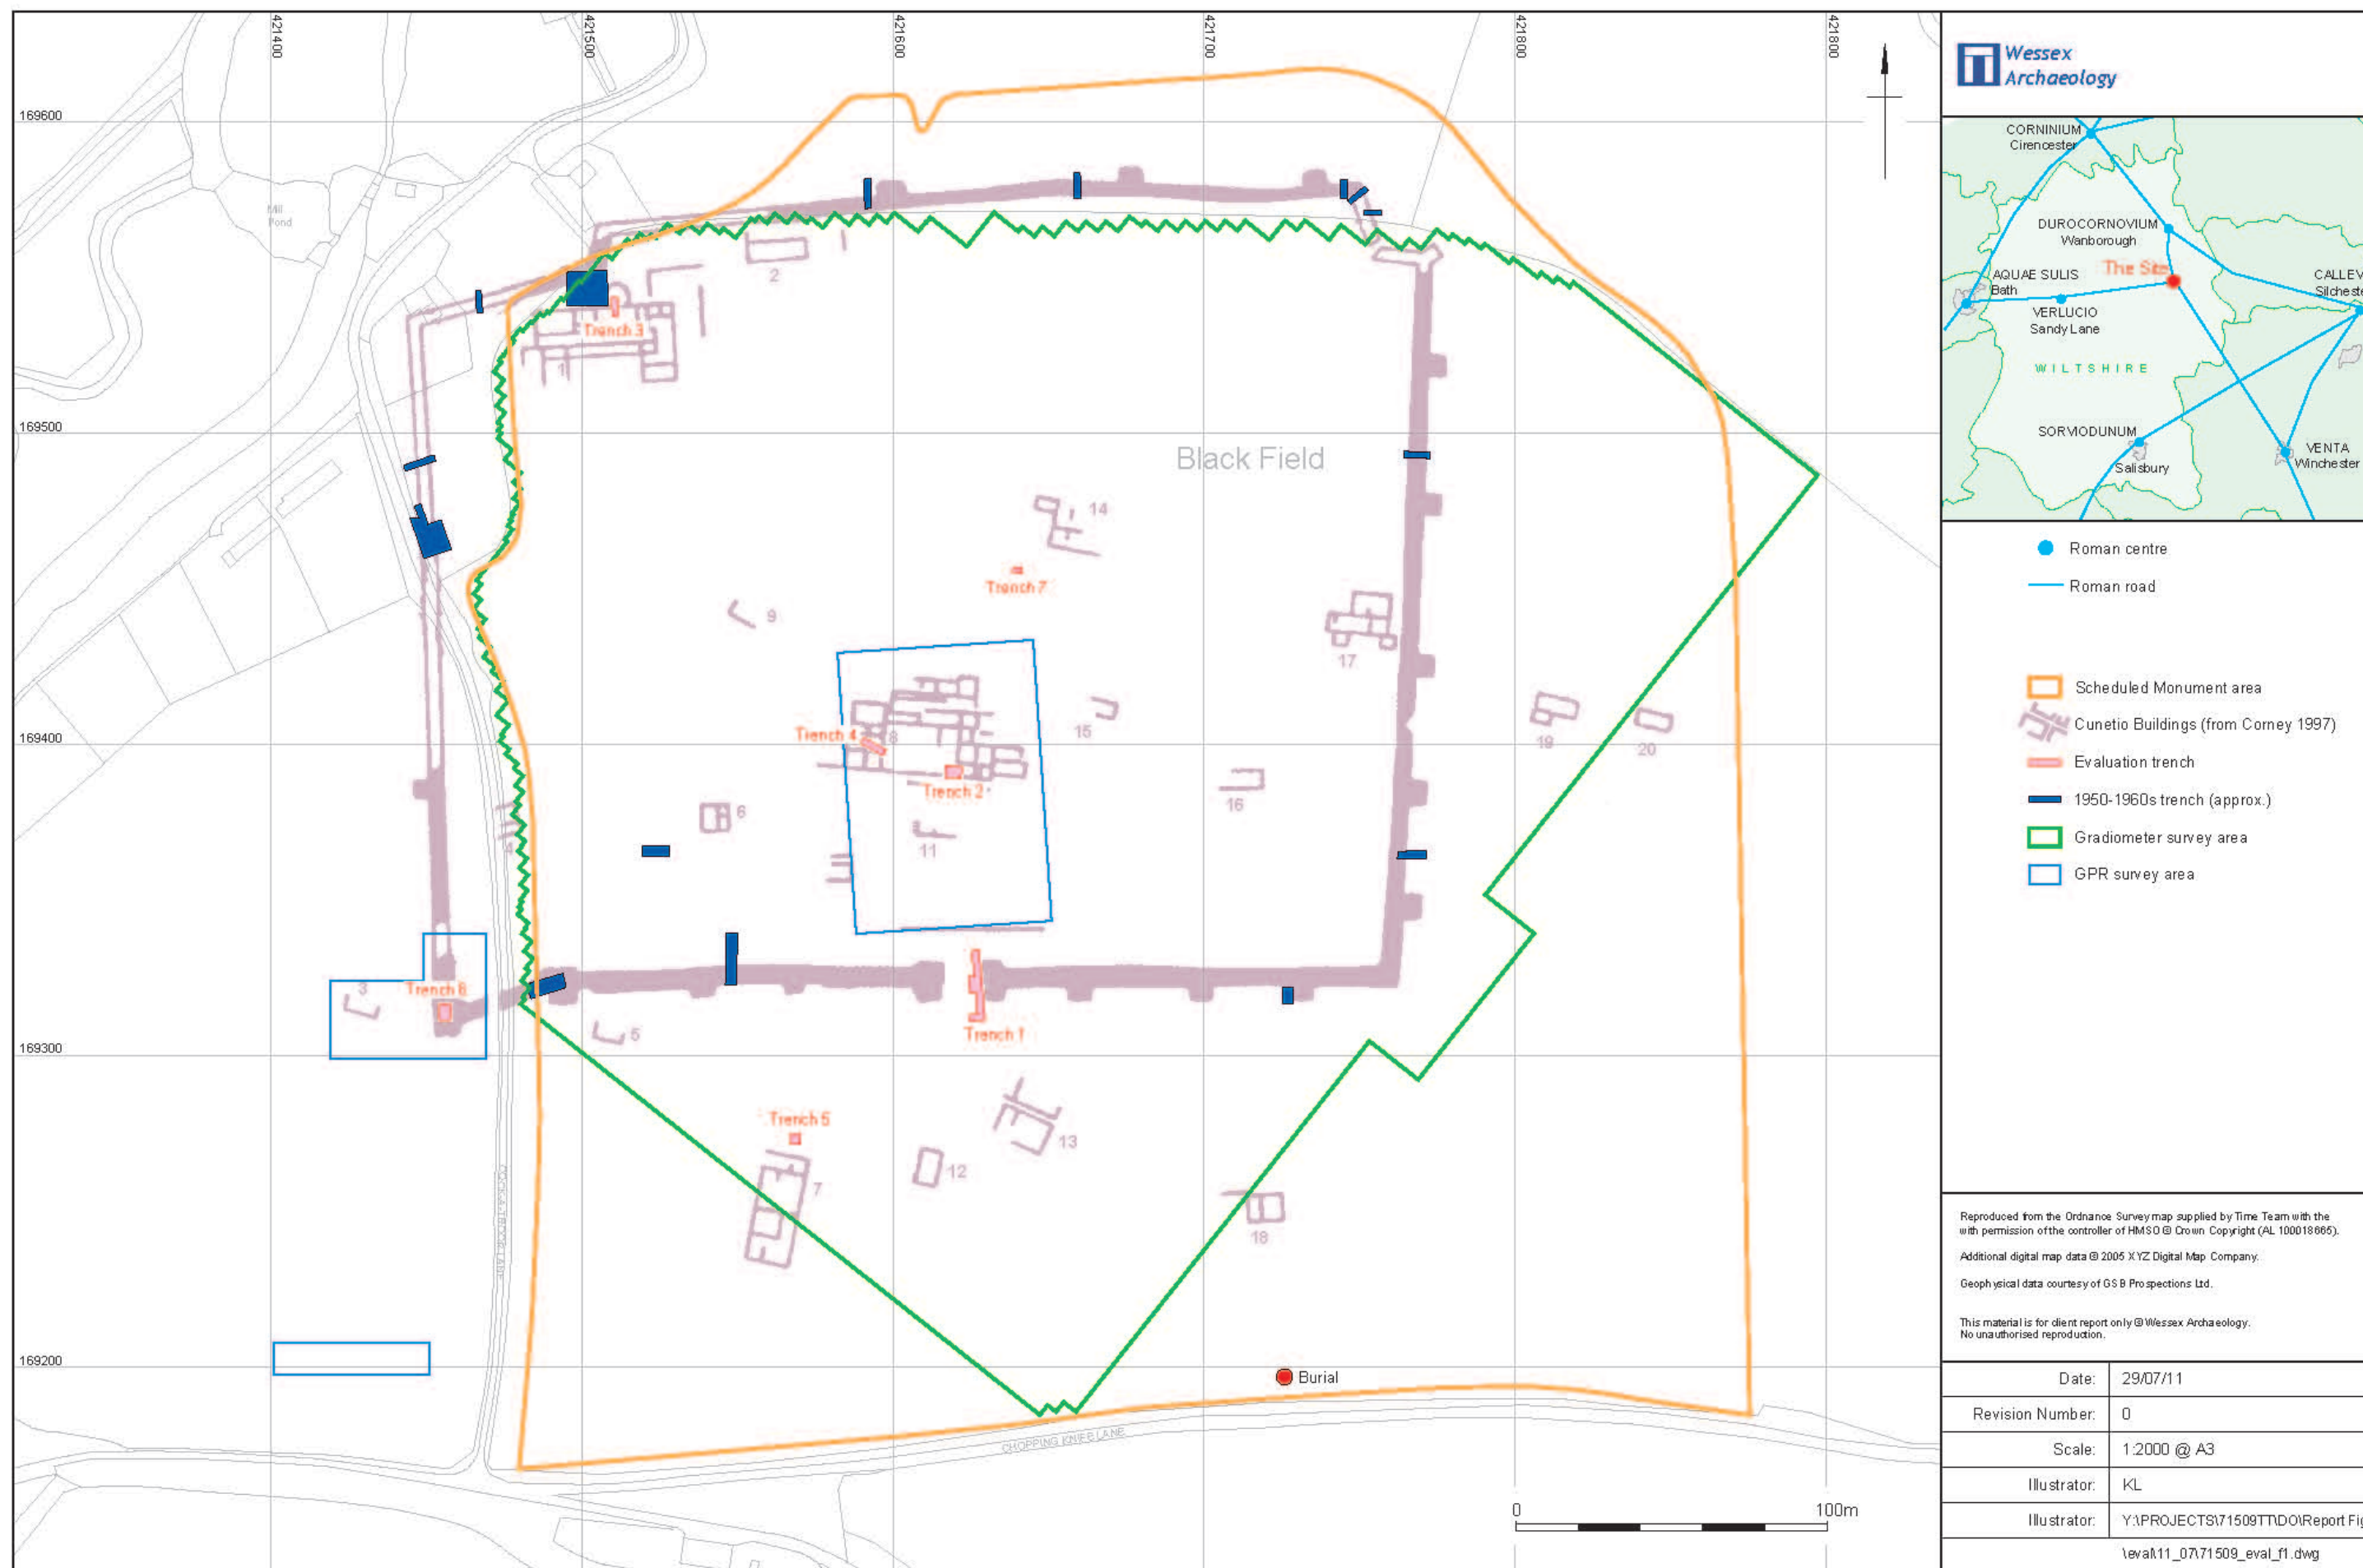 421400
421500
421600
421700
421800
421800
169600
169500
169400
169300
169200
Mill
Pond
Black Field
1
2
3
4
5
6
7
8
9
11
12
13
14
15
16
17
18
19
20
Trench 3
Trench 7
Trench 4
Trench 2
Trench 6
Trench 1
Trench 5
Burial
CHOPPING KNIFE LANE
0 100m
Wessex
Archaeology
CORNINIUM
Cirencester
DUROCORNOVIUM
Wanborough
The Site
AQUAE SULIS
Bath
CALLEV
Silcheste
VERLUCIO
Sandy Lane
WILTSHIRE
SORVIODUNUM
Salisbury
VENTA
Winchester
Roman centre
Roman road
Scheduled Monument area
Cunetio Buildings (from Corney 1997)
Evaluation trench
1950-1960s trench (approx.)
Gradiometer survey area
GPR survey area
Reproduced from the Ordnance Survey map supplied by Time Team with the
with permission of the controller of HMSO © Crown Copyright (AL 100018665).
Additional digital map data © 2005 XYZ Digital Map Company.
Geophysical data courtesy of GSB Prospections Ltd.
This material is for client report only © Wessex Archaeology.
No unauthorised reproduction.
Date: 29/07/11
Revision Number: 0
Scale: 1:2000 @ A3
Illustrator: KL
Illustrator: Y:\PROJECTS\71509TT\DO\Report Fig
\eval\11_07\71509_eval_f1.dwg